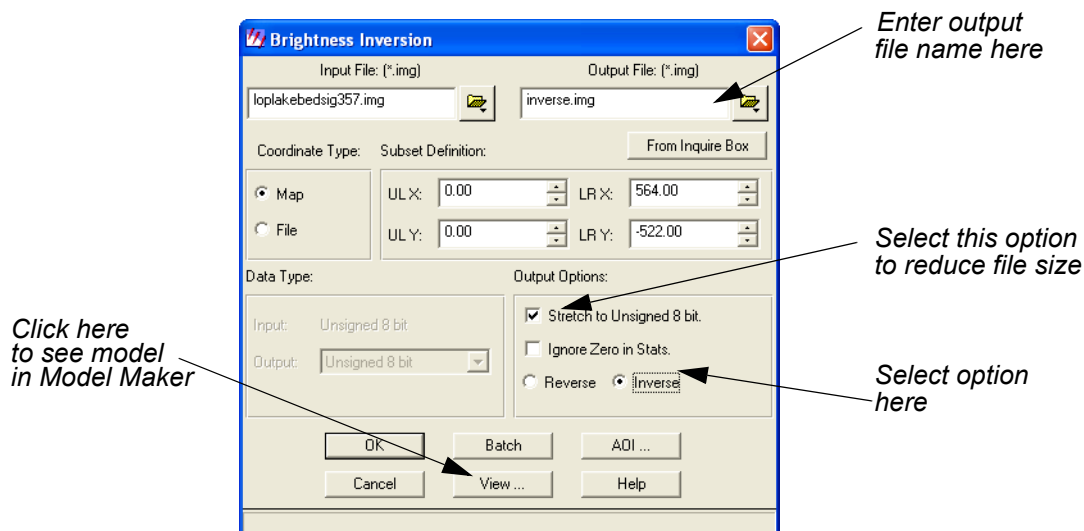 Enter output
file name here
Brightness Inversion
Input File: (*.img)
Output File: (*.img)
loplakebedsig357.img
inverse.img
From Inquire Box
Coordinate Type:
Subset Definition:
Map
File
UL X: 0.00
LR X: 564.00
UL Y: 0.00
LR Y: -522.00
Select this option
to reduce file size
Data Type:
Output Options:
Input: Unsigned 8 bit
Output: Unsigned 8 bit
Stretch to Unsigned 8 bit.
Ignore Zero in Stats.
Reverse
Inverse
Click here
to see model
in Model Maker
Select option
here
OK
Batch
AOI ...
Cancel
View ...
Help